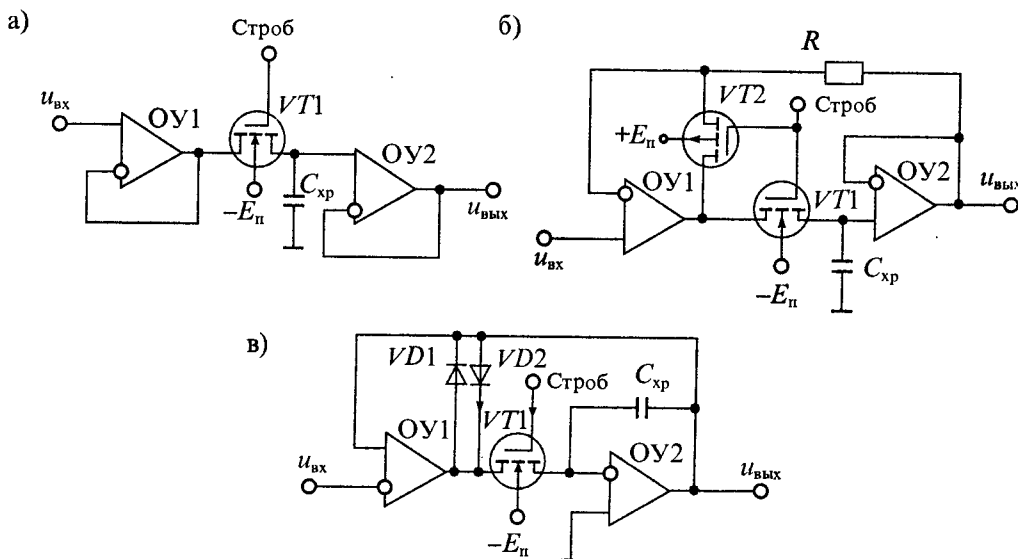 а)
Строб
uвх
ОУ1
VT1
ОУ2
Cхр
−Eп
uвых
б)
R
VT2
Строб
+Eп
ОУ1
VT1
ОУ2
uвых
uвх
−Eп
Cхр
в)
VD1
VD2
Строб
Cхр
ОУ1
VT1
ОУ2
uвх
uвых
−Eп